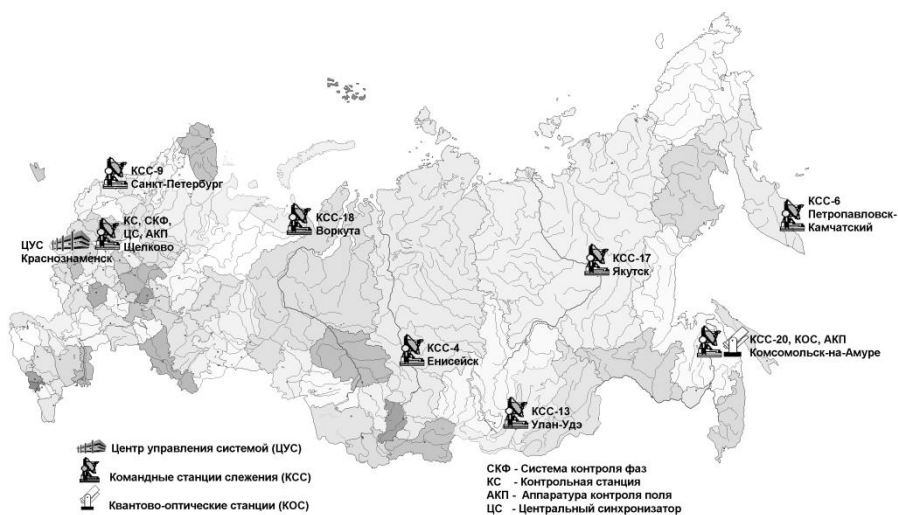 КСС-9
Санкт-Петербург
КС, СКФ,
ЦС, АКП
Щелково
ЦУС
Краснознаменск
КСС-18
Воркута
КСС-6
Петропавловск-
Камчатский
КСС-17
Якутск
КСС-4
Енисейск
КСС-20, КОС, АКП
Комсомольск-на-Амуре
КСС-13
Улан-Удэ
Центр управления системой (ЦУС)
Командные станции слежения (КСС)
Квантово-оптические станции (КОС)
СКФ - Система контроля фаз
КС - Контрольная станция
АКП - Аппаратура контроля поля
ЦС - Центральный синхронизатор